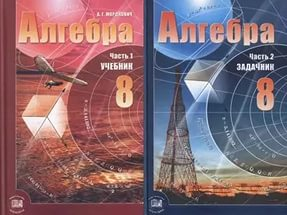 А. Г. МОРДКОВИЧ
Алгебра
Часть 1
УЧЕБНИК
8
Алгебра
Часть 2
ЗАДАЧНИК
8